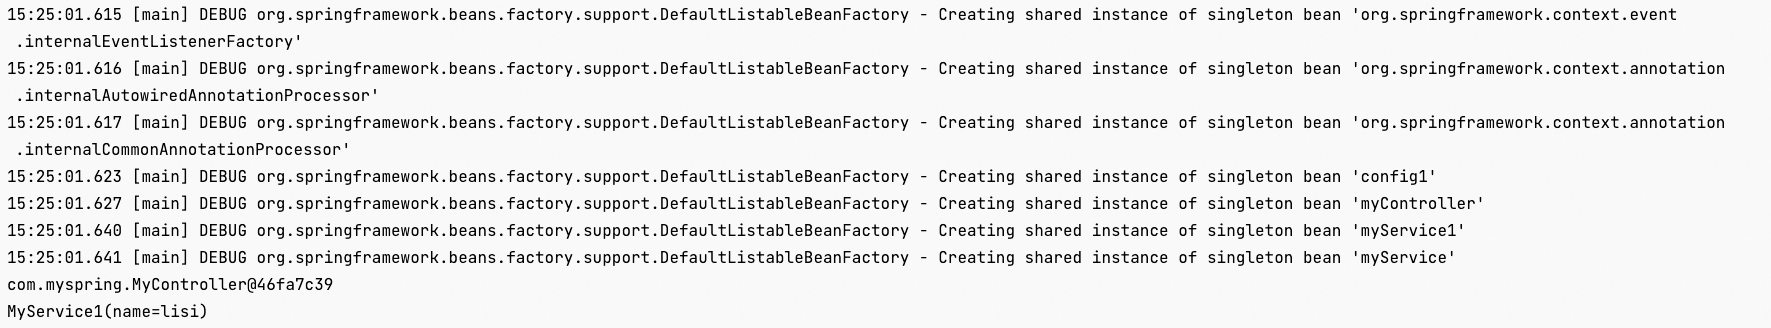 15:25:01.615 [main] DEBUG org.springframework.beans.factory.support.DefaultListableBeanFactory - Creating shared instance of singleton bean 'org.springframework.context.event
.internalEventListenerFactory'
15:25:01.616 [main] DEBUG org.springframework.beans.factory.support.DefaultListableBeanFactory - Creating shared instance of singleton bean 'org.springframework.context.annotation
.internalAutowiredAnnotationProcessor'
15:25:01.617 [main] DEBUG org.springframework.beans.factory.support.DefaultListableBeanFactory - Creating shared instance of singleton bean 'org.springframework.context.annotation
.internalCommonAnnotationProcessor'
15:25:01.623 [main] DEBUG org.springframework.beans.factory.support.DefaultListableBeanFactory - Creating shared instance of singleton bean 'config1'
15:25:01.627 [main] DEBUG org.springframework.beans.factory.support.DefaultListableBeanFactory - Creating shared instance of singleton bean 'myController'
15:25:01.640 [main] DEBUG org.springframework.beans.factory.support.DefaultListableBeanFactory - Creating shared instance of singleton bean 'myService1'
15:25:01.641 [main] DEBUG org.springframework.beans.factory.support.DefaultListableBeanFactory - Creating shared instance of singleton bean 'myService'
com.myspring.MyController@46fa7c39
MyService1(name=lisi)